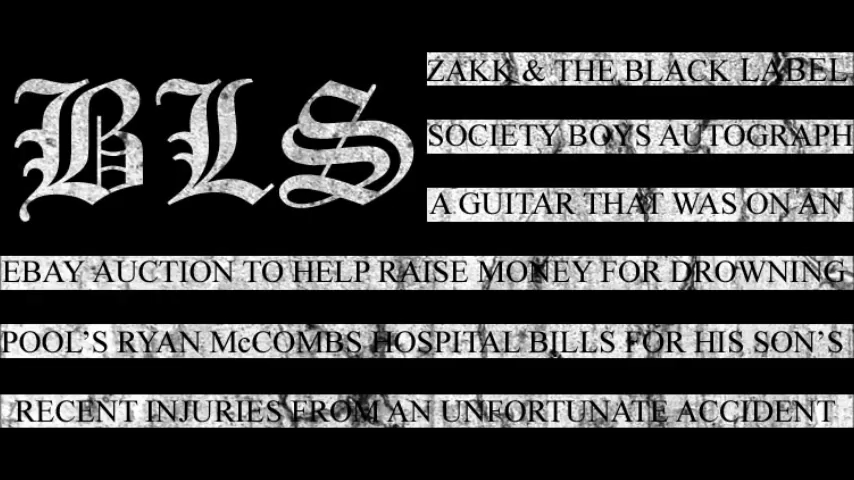 BLS
ZAKK & THE BLACK LABEL
SOCIETY BOYS AUTOGRAPH
A GUITAR THAT WAS ON AN
EBAY AUCTION TO HELP RAISE MONEY FOR DROWNING
POOL'S RYAN McCOMBS HOSPITAL BILLS FOR HIS SON'S
RECENT INJURIES FROM AN UNFORTUNATE ACCIDENT